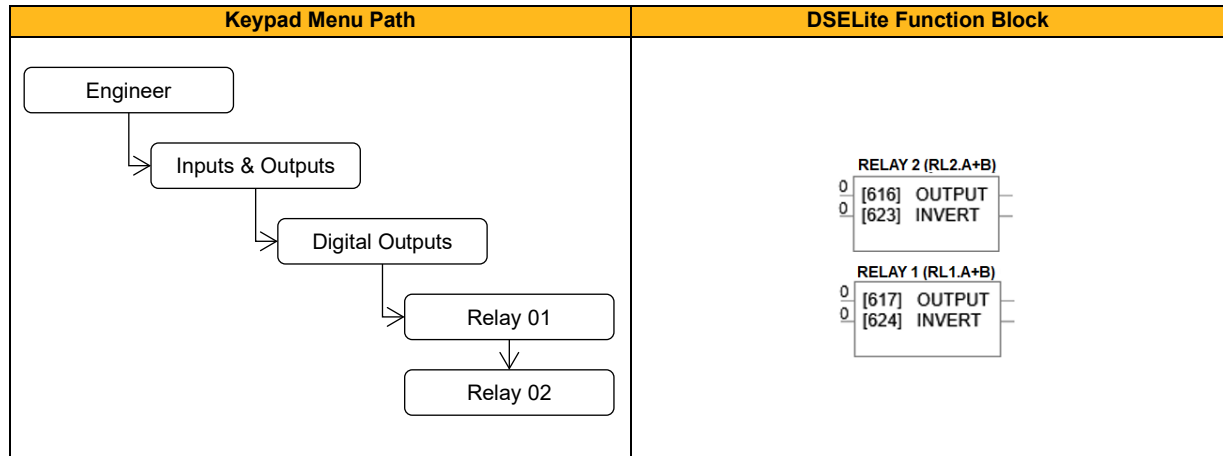 Keypad Menu Path
DSELite Function Block
Engineer
Inputs & Outputs
Digital Outputs
Relay 01
Relay 02
RELAY 2 (RL2.A+B)
0 [616] OUTPUT
0 [623] INVERT
RELAY 1 (RL1.A+B)
0 [617] OUTPUT
0 [624] INVERT